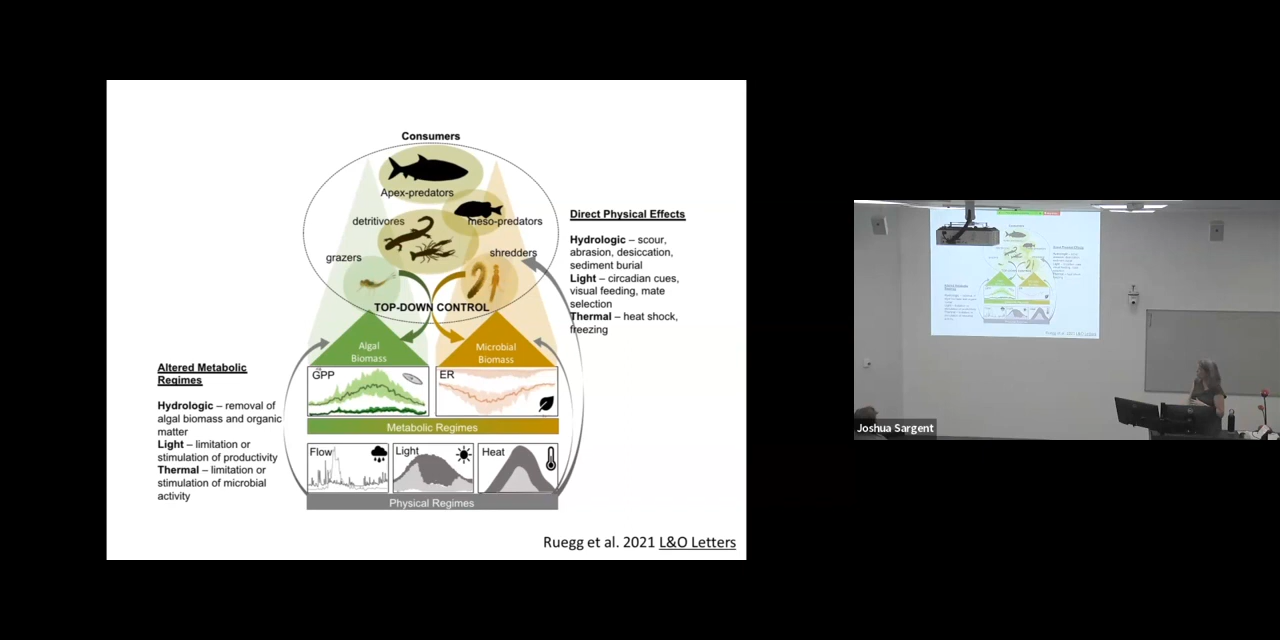 Consumers
Apex-predators
detritivores
meso-predators
grazers
shredders
TOP-DOWN CONTROL
Algal
Biomass
Microbial
Biomass
GPP
ER
Metabolic Regimes
Flow
Light
Heat
Physical Regimes
Direct Physical Effects
Hydrologic – scour,
abrasion, desiccation,
sediment burial
Light – circadian cues,
visual feeding, mate
selection
Thermal – heat shock,
freezing
Altered Metabolic
Regimes
Hydrologic – removal of
algal biomass and organic
matter
Light – limitation or
stimulation of productivity
Thermal – limitation or
stimulation of microbial
activity
Ruegg et al. 2021 L&O Letters
Joshua Sargent